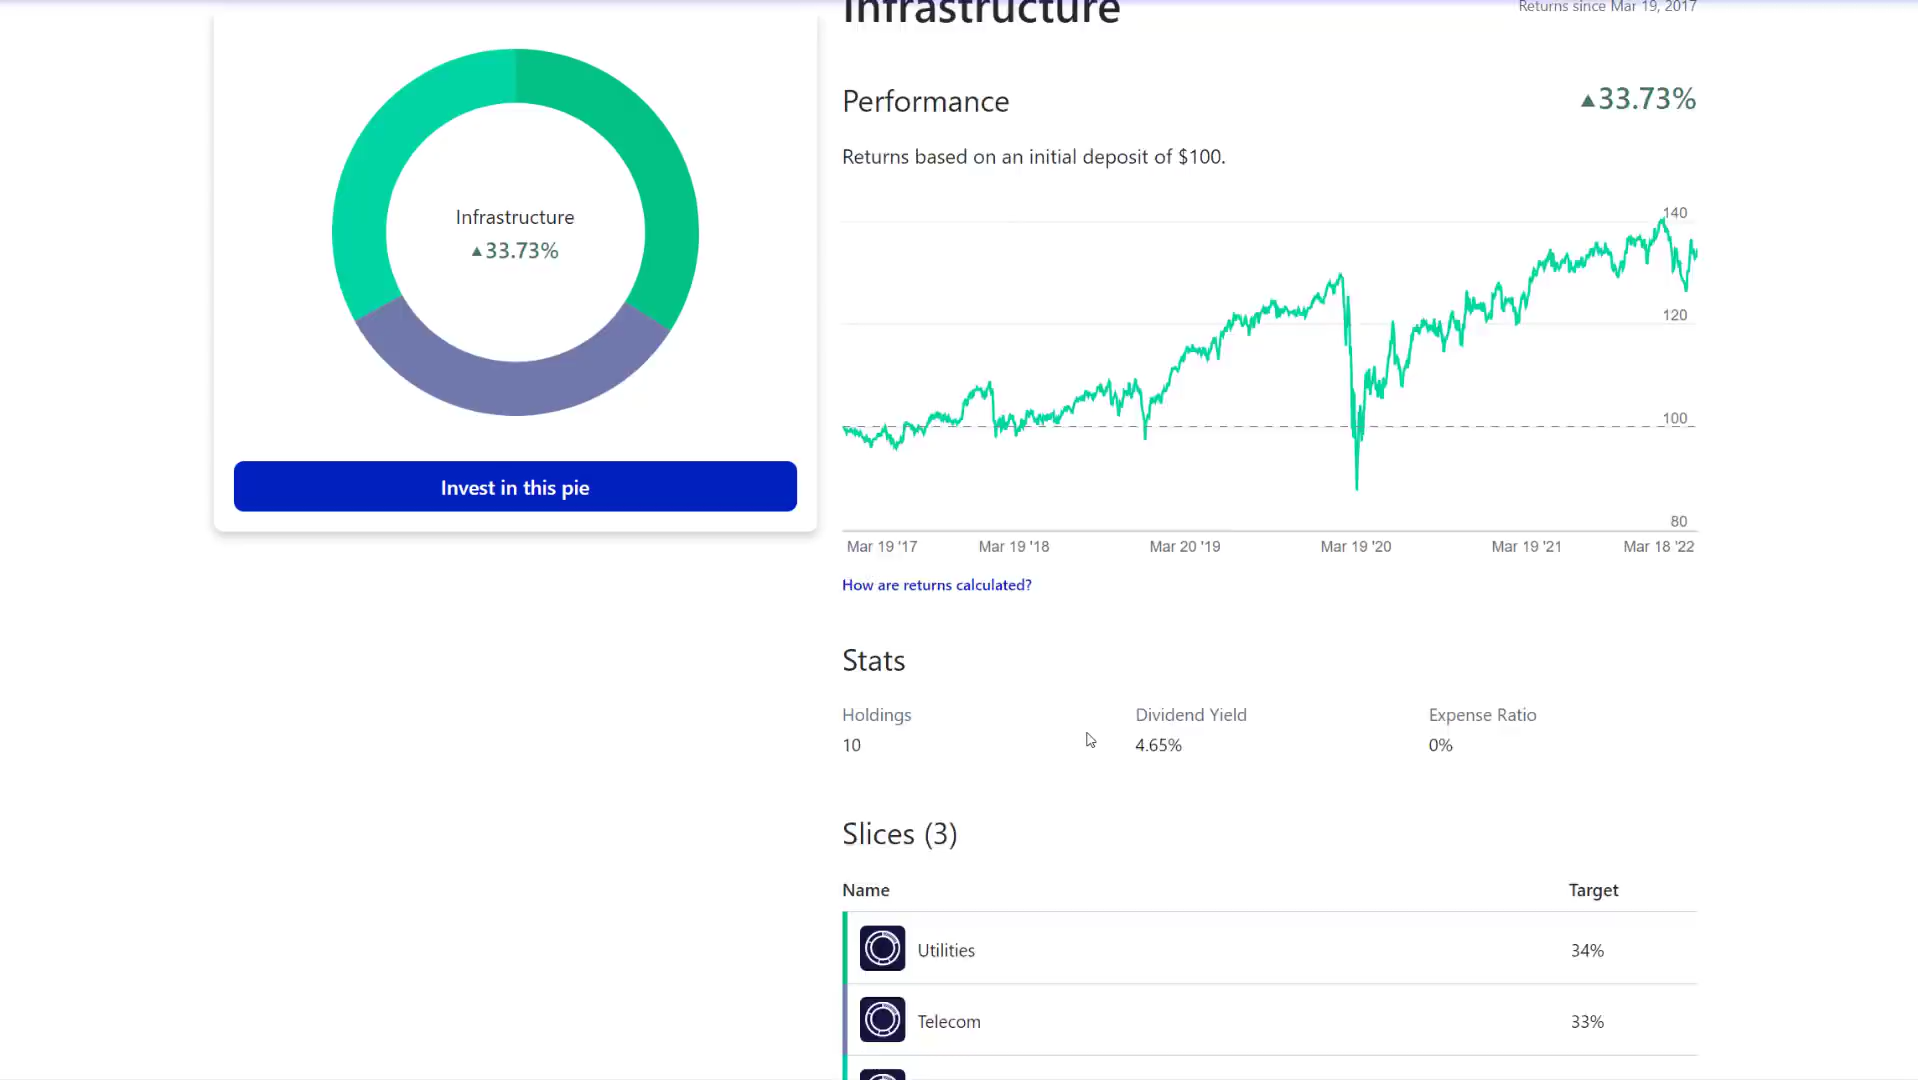 Infrastructure
Returns since Mar 19, 2017
Infrastructure
▲33.73%
Invest in this pie
Performance
▲33.73%
Returns based on an initial deposit of $100.
140
120
100
80
Mar 19 '17
Mar 19 '18
Mar 20 '19
Mar 19 '20
Mar 19 '21
Mar 18 '22
How are returns calculated?
Stats
Holdings
Dividend Yield
Expense Ratio
10
4.65%
0%
Slices (3)
Name
Target
Utilities
34%
Telecom
33%